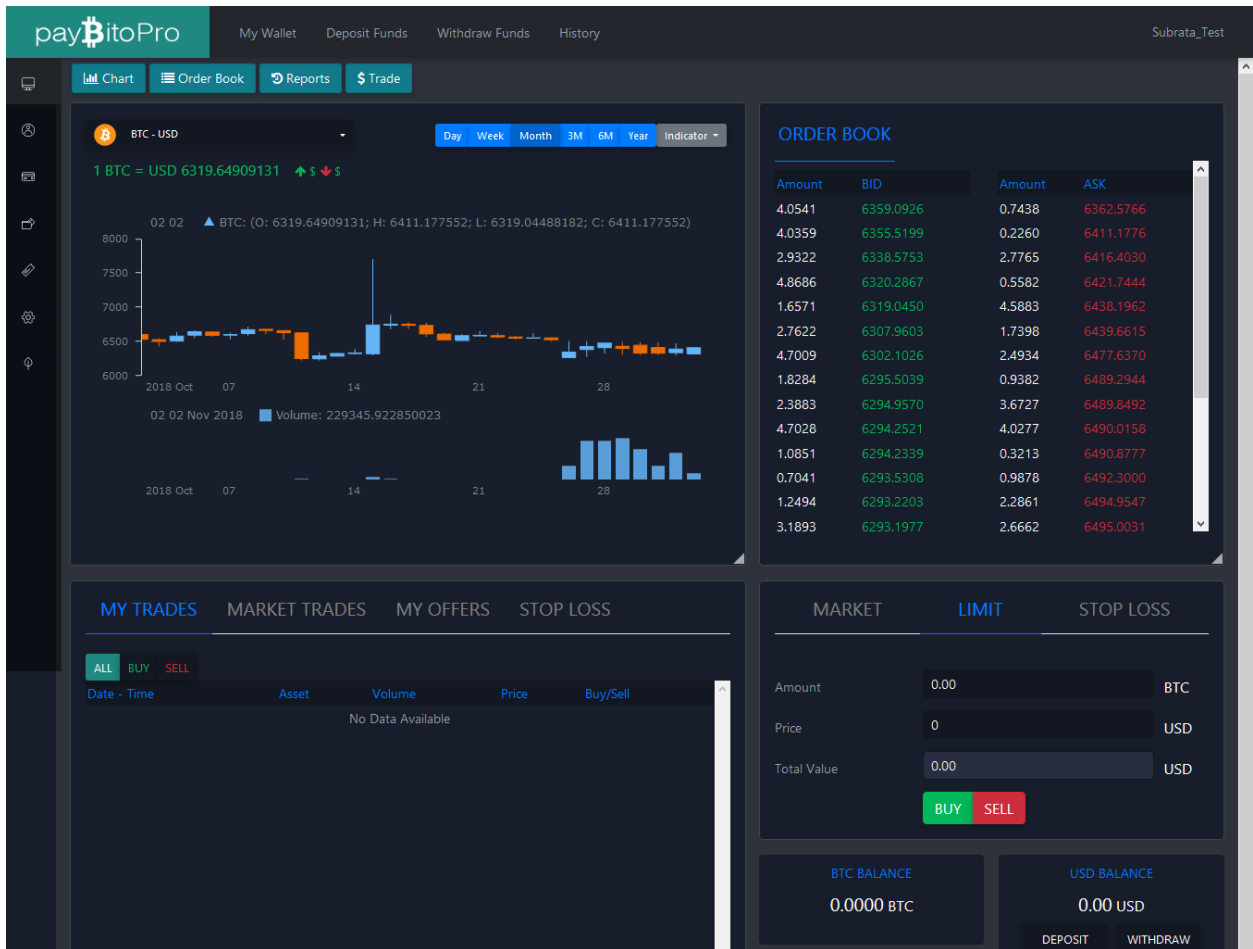 payBitoPro My Wallet Deposit Funds Withdraw Funds History Subrata_Test
Chart Order Book Reports $ Trade
BTC - USD Day Week Month 3M 6M Year Indicator
1 BTC = USD 6319.64909131 $ $
02 02 BTC: (O: 6319.64909131; H: 6411.177552; L: 6319.04488182; C: 6411.177552)
8000
7500
7000
6500
6000
2018 Oct 07 14 21 28
02 02 Nov 2018 Volume: 229345.922850023
2018 Oct 07 14 21 28
ORDER BOOK
Amount BID Amount ASK
4.0541 6359.0926 0.7438 6362.5766
4.0359 6355.5199 0.2260 6411.1776
2.9322 6338.5753 2.7765 6416.4030
4.8686 6320.2867 0.5582 6421.7444
1.6571 6319.0450 4.5883 6438.1962
2.7622 6307.9603 1.7398 6439.6615
4.7009 6302.1026 2.4934 6477.6370
1.8284 6295.5039 0.9382 6489.2944
2.3883 6294.9570 3.6727 6489.8492
4.7028 6294.2521 4.0277 6490.0158
1.0851 6294.2339 0.3213 6490.8777
0.7041 6293.5308 0.9878 6492.3000
1.2494 6293.2203 2.2861 6494.9547
3.1893 6293.1977 2.6662 6495.0031
MY TRADES MARKET TRADES MY OFFERS STOP LOSS
ALL BUY SELL
Date - Time Asset Volume Price Buy/Sell
No Data Available
MARKET LIMIT STOP LOSS
Amount 0.00 BTC
Price 0 USD
Total Value 0.00 USD
BUY SELL
BTC BALANCE
0.0000 BTC
USD BALANCE
0.00 USD
DEPOSIT WITHDRAW